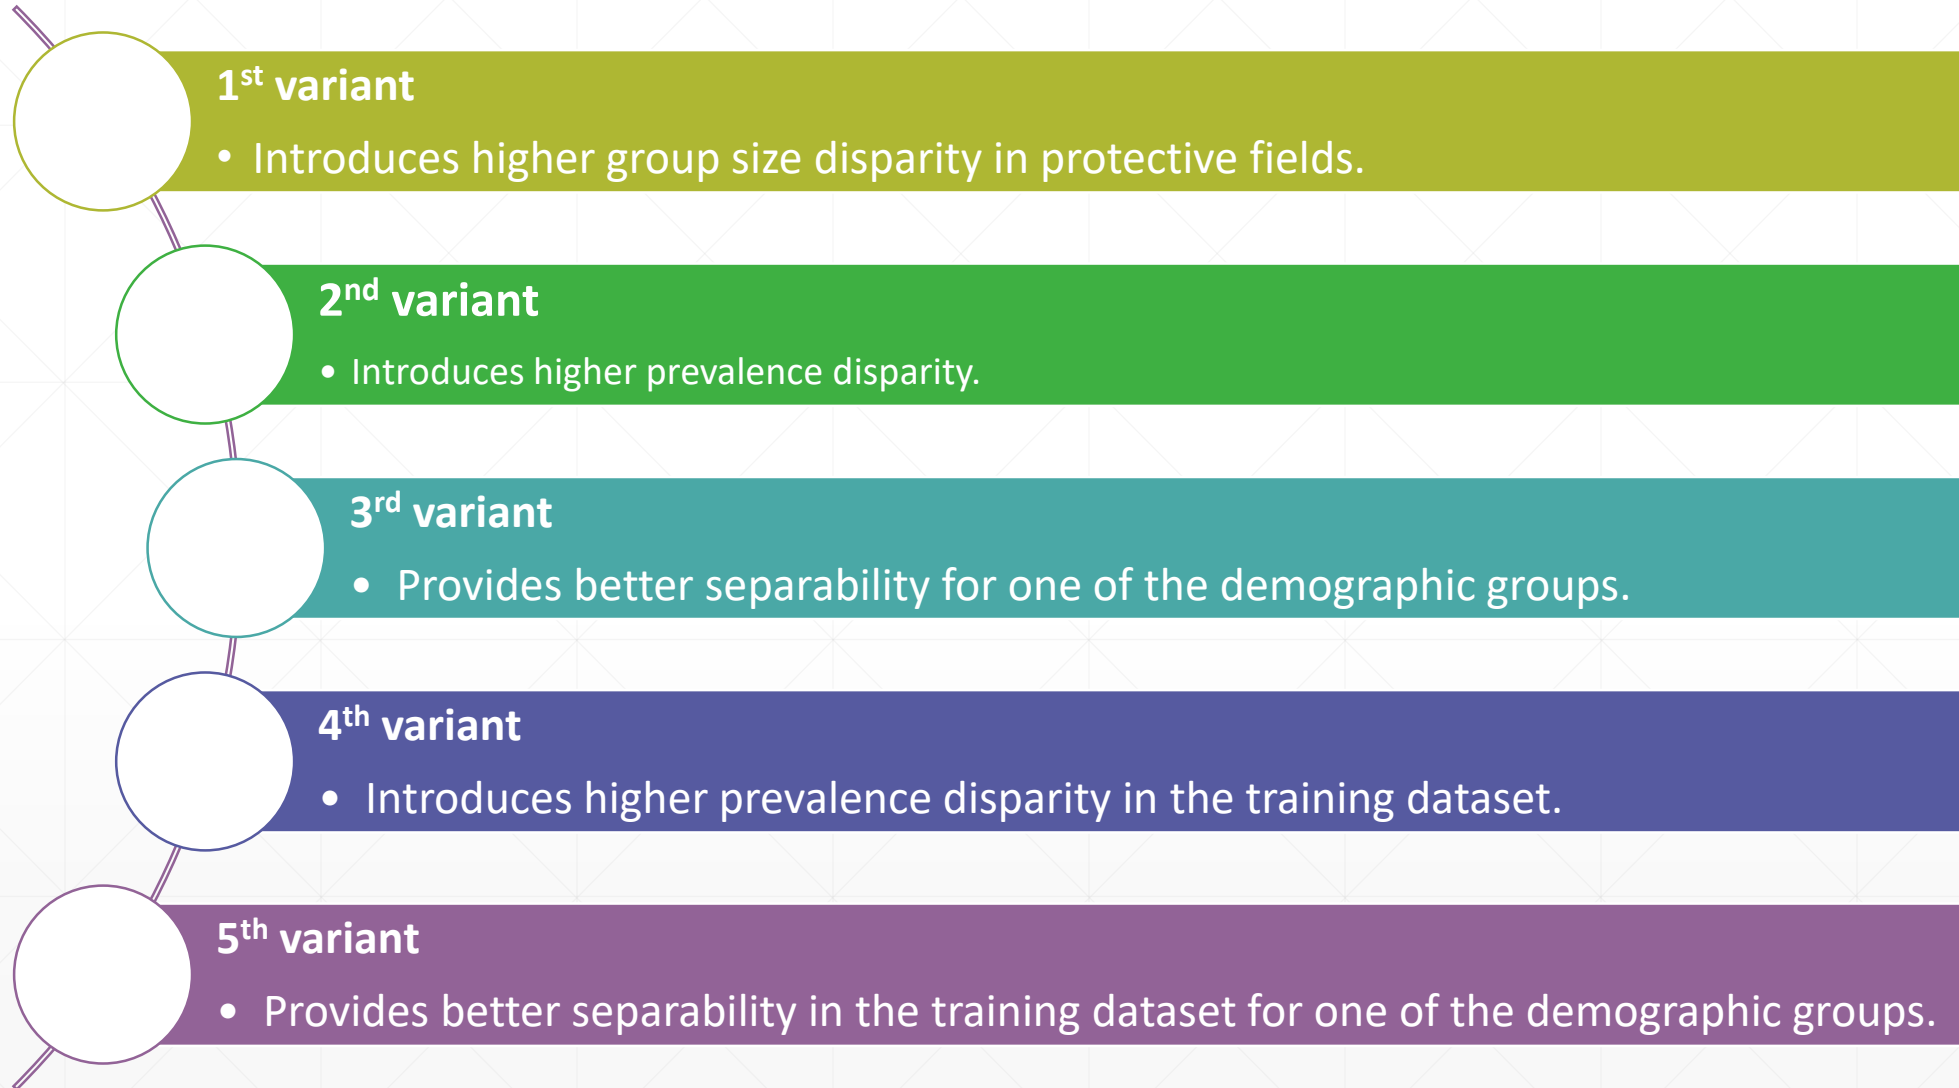 1st variant
• Introduces higher group size disparity in protective fields.
2nd variant
• Introduces higher prevalence disparity.
3rd variant
• Provides better separability for one of the demographic groups.
4th variant
• Introduces higher prevalence disparity in the training dataset.
5th variant
• Provides better separability in the training dataset for one of the demographic groups.